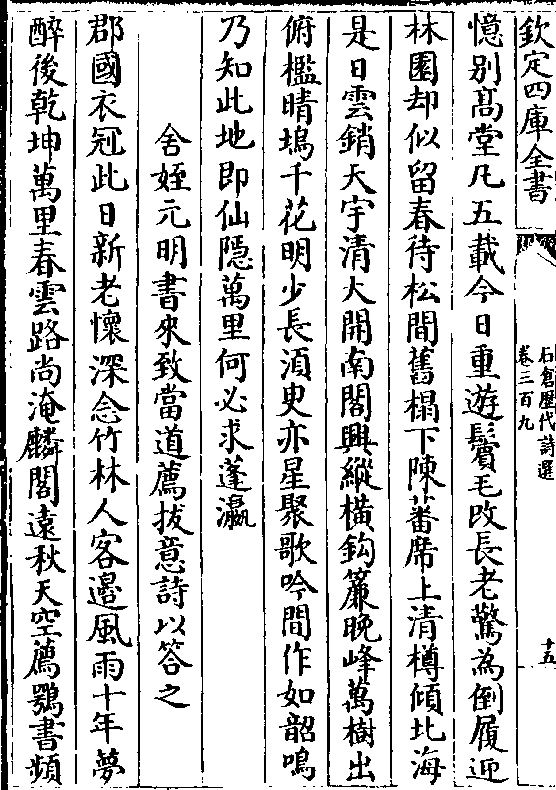 欽定四庫全書
石倉歷代詩選
卷三百九
十五
憶别髙堂凡五載今日重遊鬢毛改長老驚為倒履迎
林園却似留春待松間舊榻下陳蕃席上清樽傾北海
是日雲銷天宇清大開南閣興縱横鈎簾晚峰萬樹出
俯檻晴塢千花明少長湏臾亦星聚歌吟間作如韶鳴
乃知此地即仙隠萬里何必求蓬瀛
舍姪元明書來致當道薦拔意詩以答之
郡國衣冠此日新老懷深念竹林人客邉風雨十年夢
醉後乾坤萬里春雲路尚淹麟閣遠秋天空薦鶚書頻